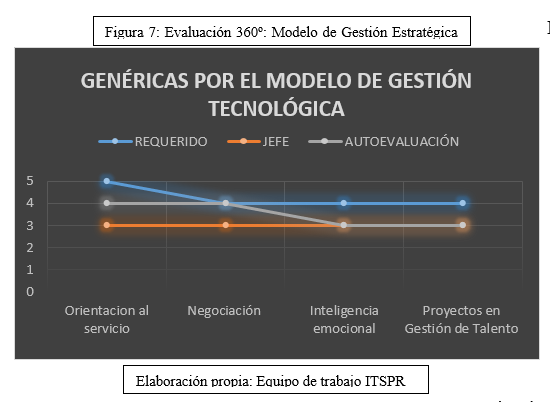 Figura 7: Evaluación 360º: Modelo de Gestión Estratégica
GENÉRICAS POR EL MODELO DE GESTIÓN
TECNOLÓGICA
REQUERIDO JEFE AUTOEVALUACIÓN
5
4
3
2
1
0
Orientacion al servicio
Negociación
Inteligencia emocional
Proyectos en Gestión de Talento
Elaboración propia: Equipo de trabajo ITSPR